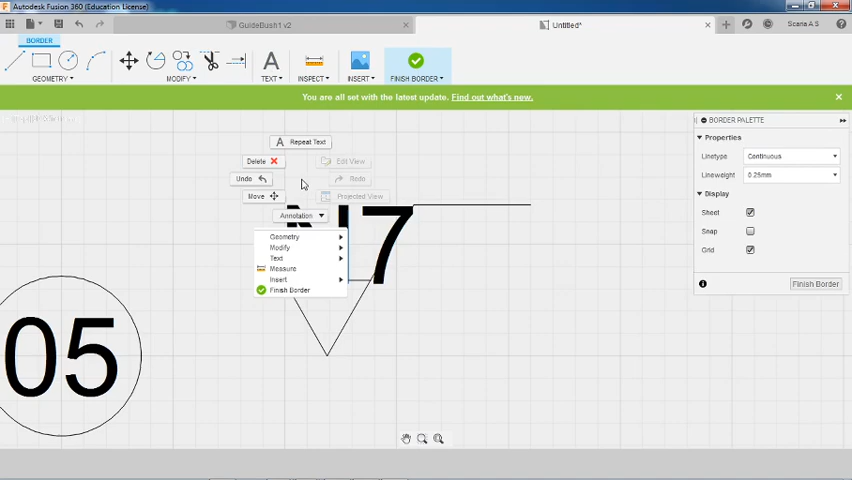 Autodesk Fusion 360 (Education License)
GuideBush1 v2
Untitled*
Scaria A S
BORDER
GEOMETRY
MODIFY
TEXT
INSPECT
INSERT
FINISH BORDER
You are all set with the latest update. Find out what's new.
BORDER PALETTE
Properties
Linetype Continuous
Lineweight 0.25mm
Display
Sheet
Snap
Grid
Finish Border
Repeat Text
Delete
Edit View
Undo
Redo
Move
Projected View
Annotation
Geometry
Modify
Text
Measure
Insert
Finish Border
7
05